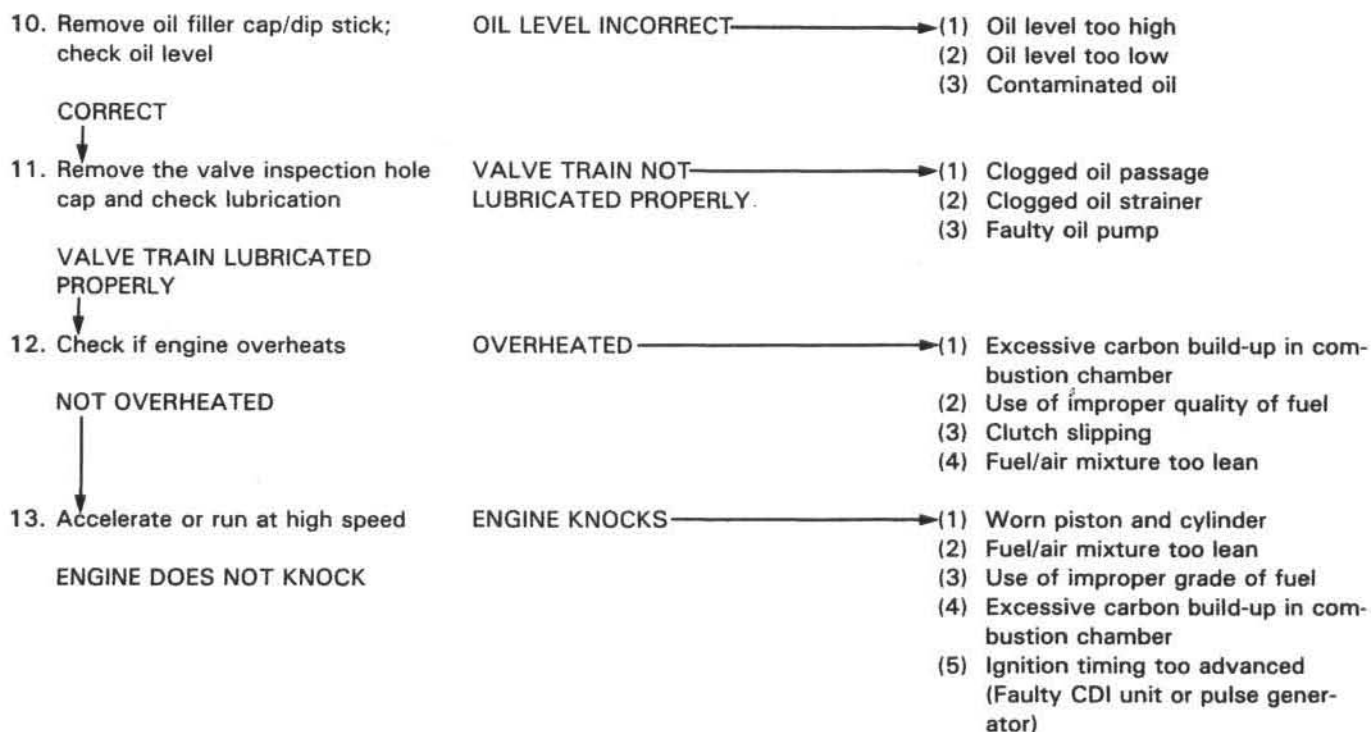 10. Remove oil filler cap/dip stick;
check oil level
OIL LEVEL INCORRECT
(1) Oil level too high
(2) Oil level too low
(3) Contaminated oil
CORRECT
11. Remove the valve inspection hole
cap and check lubrication
VALVE TRAIN NOT
LUBRICATED PROPERLY.
(1) Clogged oil passage
(2) Clogged oil strainer
(3) Faulty oil pump
VALVE TRAIN LUBRICATED
PROPERLY
12. Check if engine overheats
OVERHEATED
(1) Excessive carbon build-up in com-
bustion chamber
(2) Use of improper quality of fuel
(3) Clutch slipping
(4) Fuel/air mixture too lean
NOT OVERHEATED
13. Accelerate or run at high speed
ENGINE KNOCKS
(1) Worn piston and cylinder
(2) Fuel/air mixture too lean
(3) Use of improper grade of fuel
(4) Excessive carbon build-up in com-
bustion chamber
(5) Ignition timing too advanced
(Faulty CDI unit or pulse gener-
ator)
ENGINE DOES NOT KNOCK